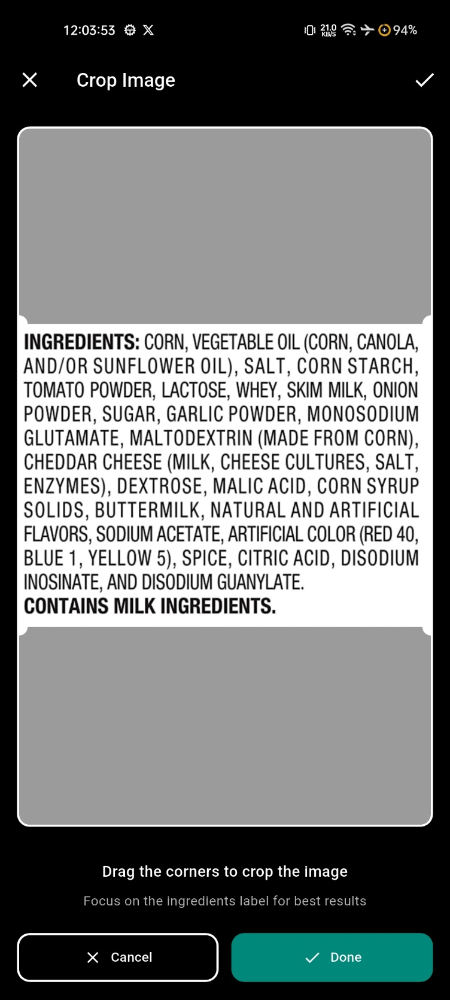 12:03:53
21.0 KB/S
94%
Crop Image
INGREDIENTS: CORN, VEGETABLE OIL (CORN, CANOLA,
AND/OR SUNFLOWER OIL), SALT, CORN STARCH,
TOMATO POWDER, LACTOSE, WHEY, SKIM MILK, ONION
POWDER, SUGAR, GARLIC POWDER, MONOSODIUM
GLUTAMATE, MALTODEXTRIN (MADE FROM CORN),
CHEDDAR CHEESE (MILK, CHEESE CULTURES, SALT,
ENZYMES), DEXTROSE, MALIC ACID, CORN SYRUP
SOLIDS, BUTTERMILK, NATURAL AND ARTIFICIAL
FLAVORS, SODIUM ACETATE, ARTIFICIAL COLOR (RED 40,
BLUE 1, YELLOW 5), SPICE, CITRIC ACID, DISODIUM
INOSINATE, AND DISODIUM GUANYLATE.
CONTAINS MILK INGREDIENTS.
Drag the corners to crop the image
Focus on the ingredients label for best results
Cancel
Done